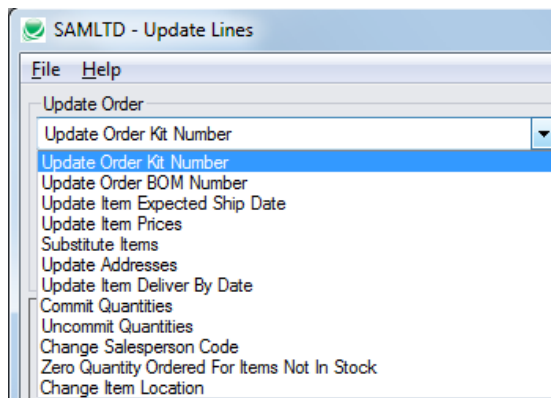 SAMLTD - Update Lines
File Help
Update Order
Update Order Kit Number
Update Order Kit Number
Update Order BOM Number
Update Item Expected Ship Date
Update Item Prices
Substitute Items
Update Addresses
Update Item Deliver By Date
Commit Quantities
Uncommit Quantities
Change Salesperson Code
Zero Quantity Ordered For Items Not In Stock
Change Item Location